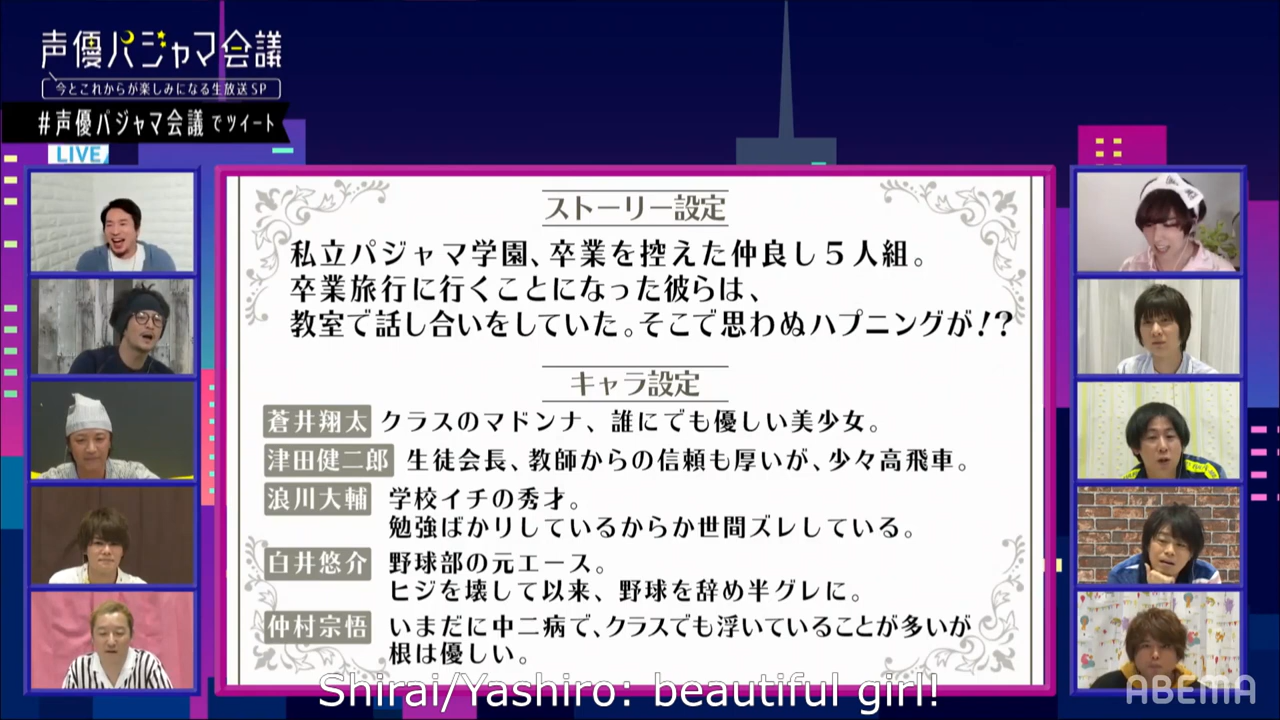 声優パジャマ会議
今とこれからが楽しみになる生放送SP
#声優パジャマ会議でツイート
LIVE
ストーリー設定
私立パジャマ学園、卒業を控えた仲良し5人組。
卒業旅行に行くことになった彼らは、
教室で話し合いをしていた。そこで思わぬハプニングが!?
キャラ設定
蒼井翔太 クラスのマドンナ、誰にでも優しい美少女。
津田健二郎 生徒会長、教師からの信頼も厚いが、少々高飛車。
浪川大輔 学校イチの秀才。
勉強ばかりしているからか世間ズレしている。
白井悠介 野球部の元エース。
ヒジを壊して以来、野球を辞め半グレに。
仲村宗悟 いまだに中二病で、クラスでも浮いていることが多いが
根は優しい。
Shirai/Yashiro: beautiful girl!
ABEMA